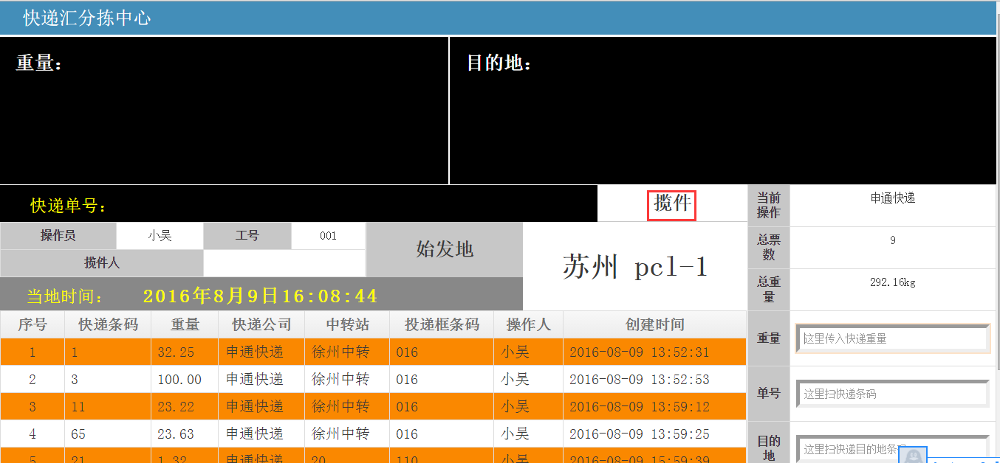 快递汇分拣中心
重量： 目的地：
快递单号： 揽件
当前操作 申通快递
操作员 小吴 工号 001 始发地 苏州 pcl-1
揽件人
总票数 9
总重量 292.16kg
当地时间： 2016年8月9日16:08:44
序号 快递条码 重量 快递公司 中转站 投递框条码 操作人 创建时间
1 1 32.25 申通快递 徐州中转 016 小吴 2016-08-09 13:52:31
2 3 100.00 申通快递 徐州中转 016 小吴 2016-08-09 13:52:53
3 11 23.22 申通快递 徐州中转 016 小吴 2016-08-09 13:59:12
4 65 23.63 申通快递 徐州中转 016 小吴 2016-08-09 13:59:25
5 21 1.32 申通快递 20 110 小吴 2016-08-09 15:59:39
重量 这里传入快递重量
单号 这里扫快递条码
目的地 这里扫快递目的地条